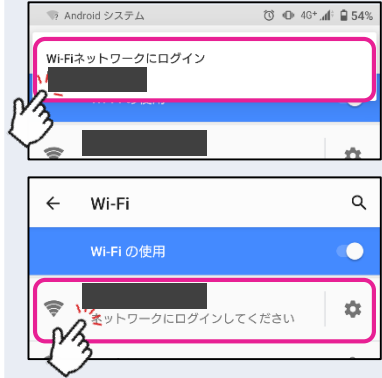 Android システム 4G+ 54%
Wi-Fiネットワークにログイン
Wi-Fi
Wi-Fi の使用
ネットワークにログインしてください